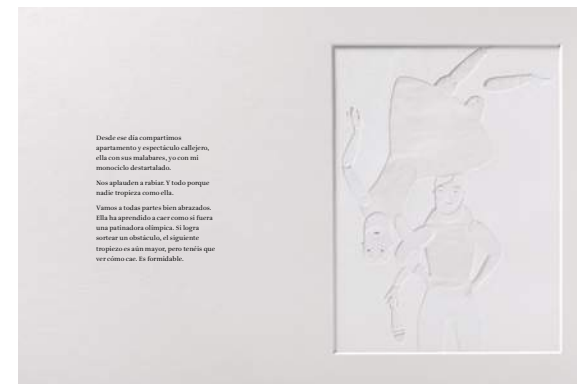 Desde ese día compartimos
apartamento y espectáculo callejero,
ella con sus malabares, yo con mi
monociclo destartalado.
Nos aplauden a rabiar. Y todo porque
nadie tropieza como ella.
Vamos a todas partes bien abrazados.
Ella ha aprendido a caer como si fuera
una patinadora olímpica. Si logra
sortear un obstáculo, el siguiente
tropiezo es aún mayor, pero tenéis que
ver cómo cae. Es formidable.